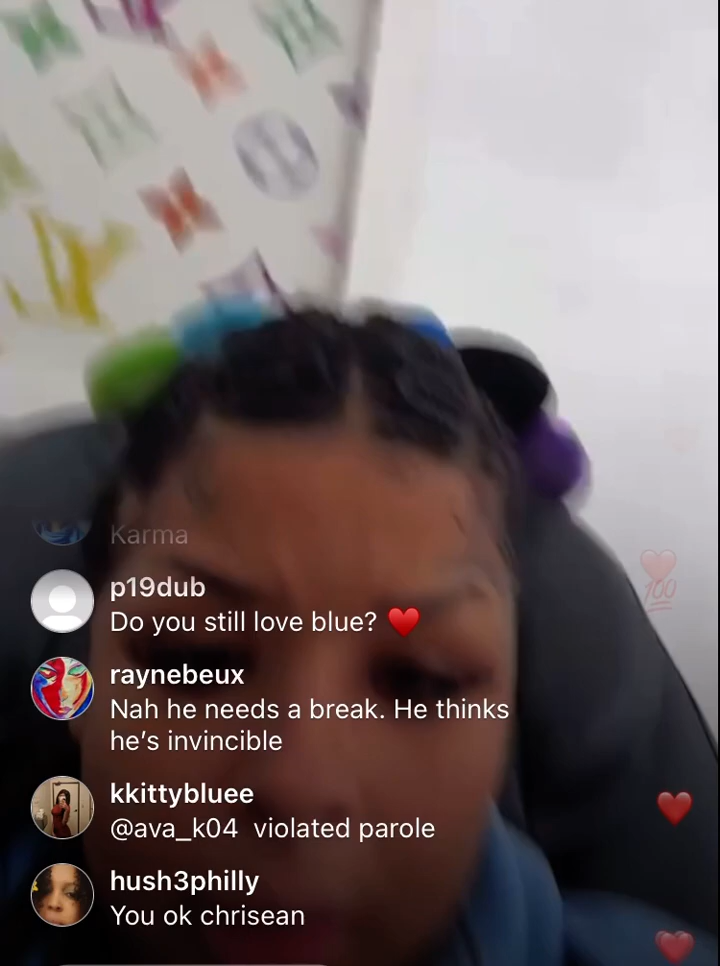 Karma
p19dub
Do you still love blue? ❤️
raynebeux
Nah he needs a break. He thinks
he's invincible
kkittybluee
@ava_k04 violated parole
hush3philly
You ok chrisean
💯